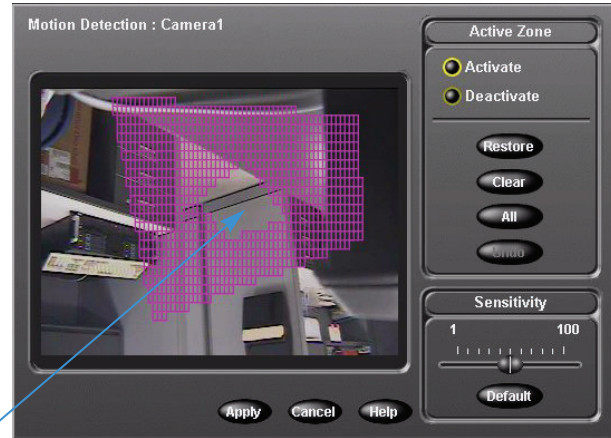 Motion Detection : Camera1
Active Zone
Activate
Deactivate
Restore
Clear
All
Undo
Sensitivity
1 100
Default
Apply Cancel Help